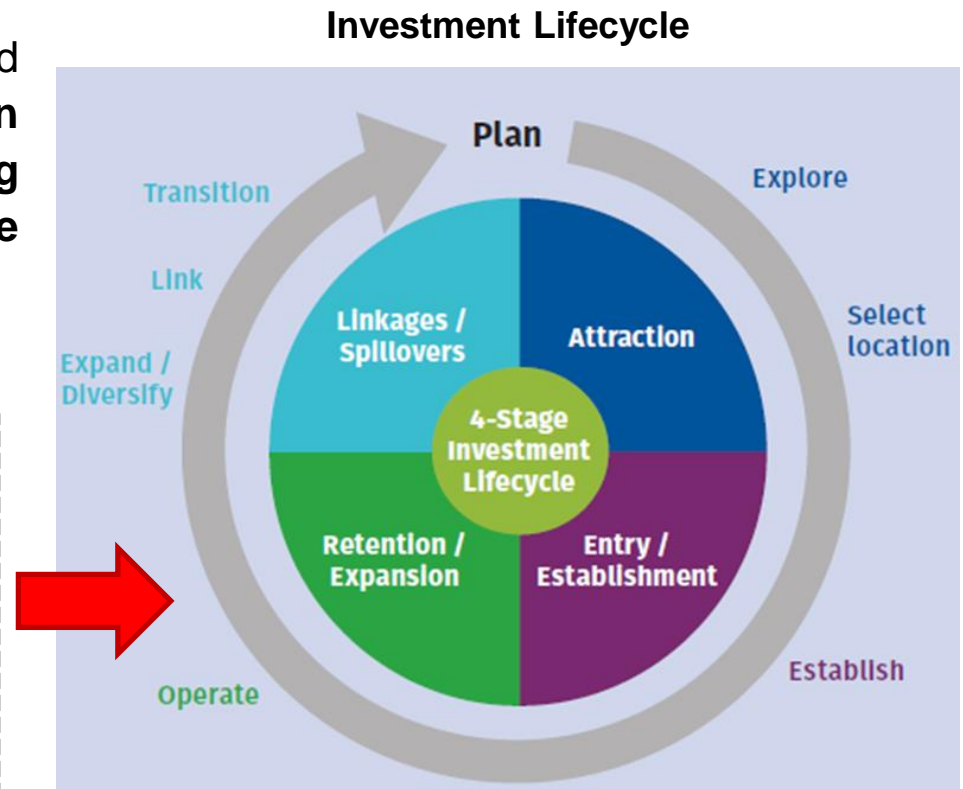 Investment Lifecycle
d
n
g
e
Plan
Explore
Select
location
Establish
Operate
Expand /
Diversify
Link
Transition
Attraction
Entry /
Establishment
Retention /
Expansion
Linkages /
Spillovers
4-Stage
Investment
Lifecycle